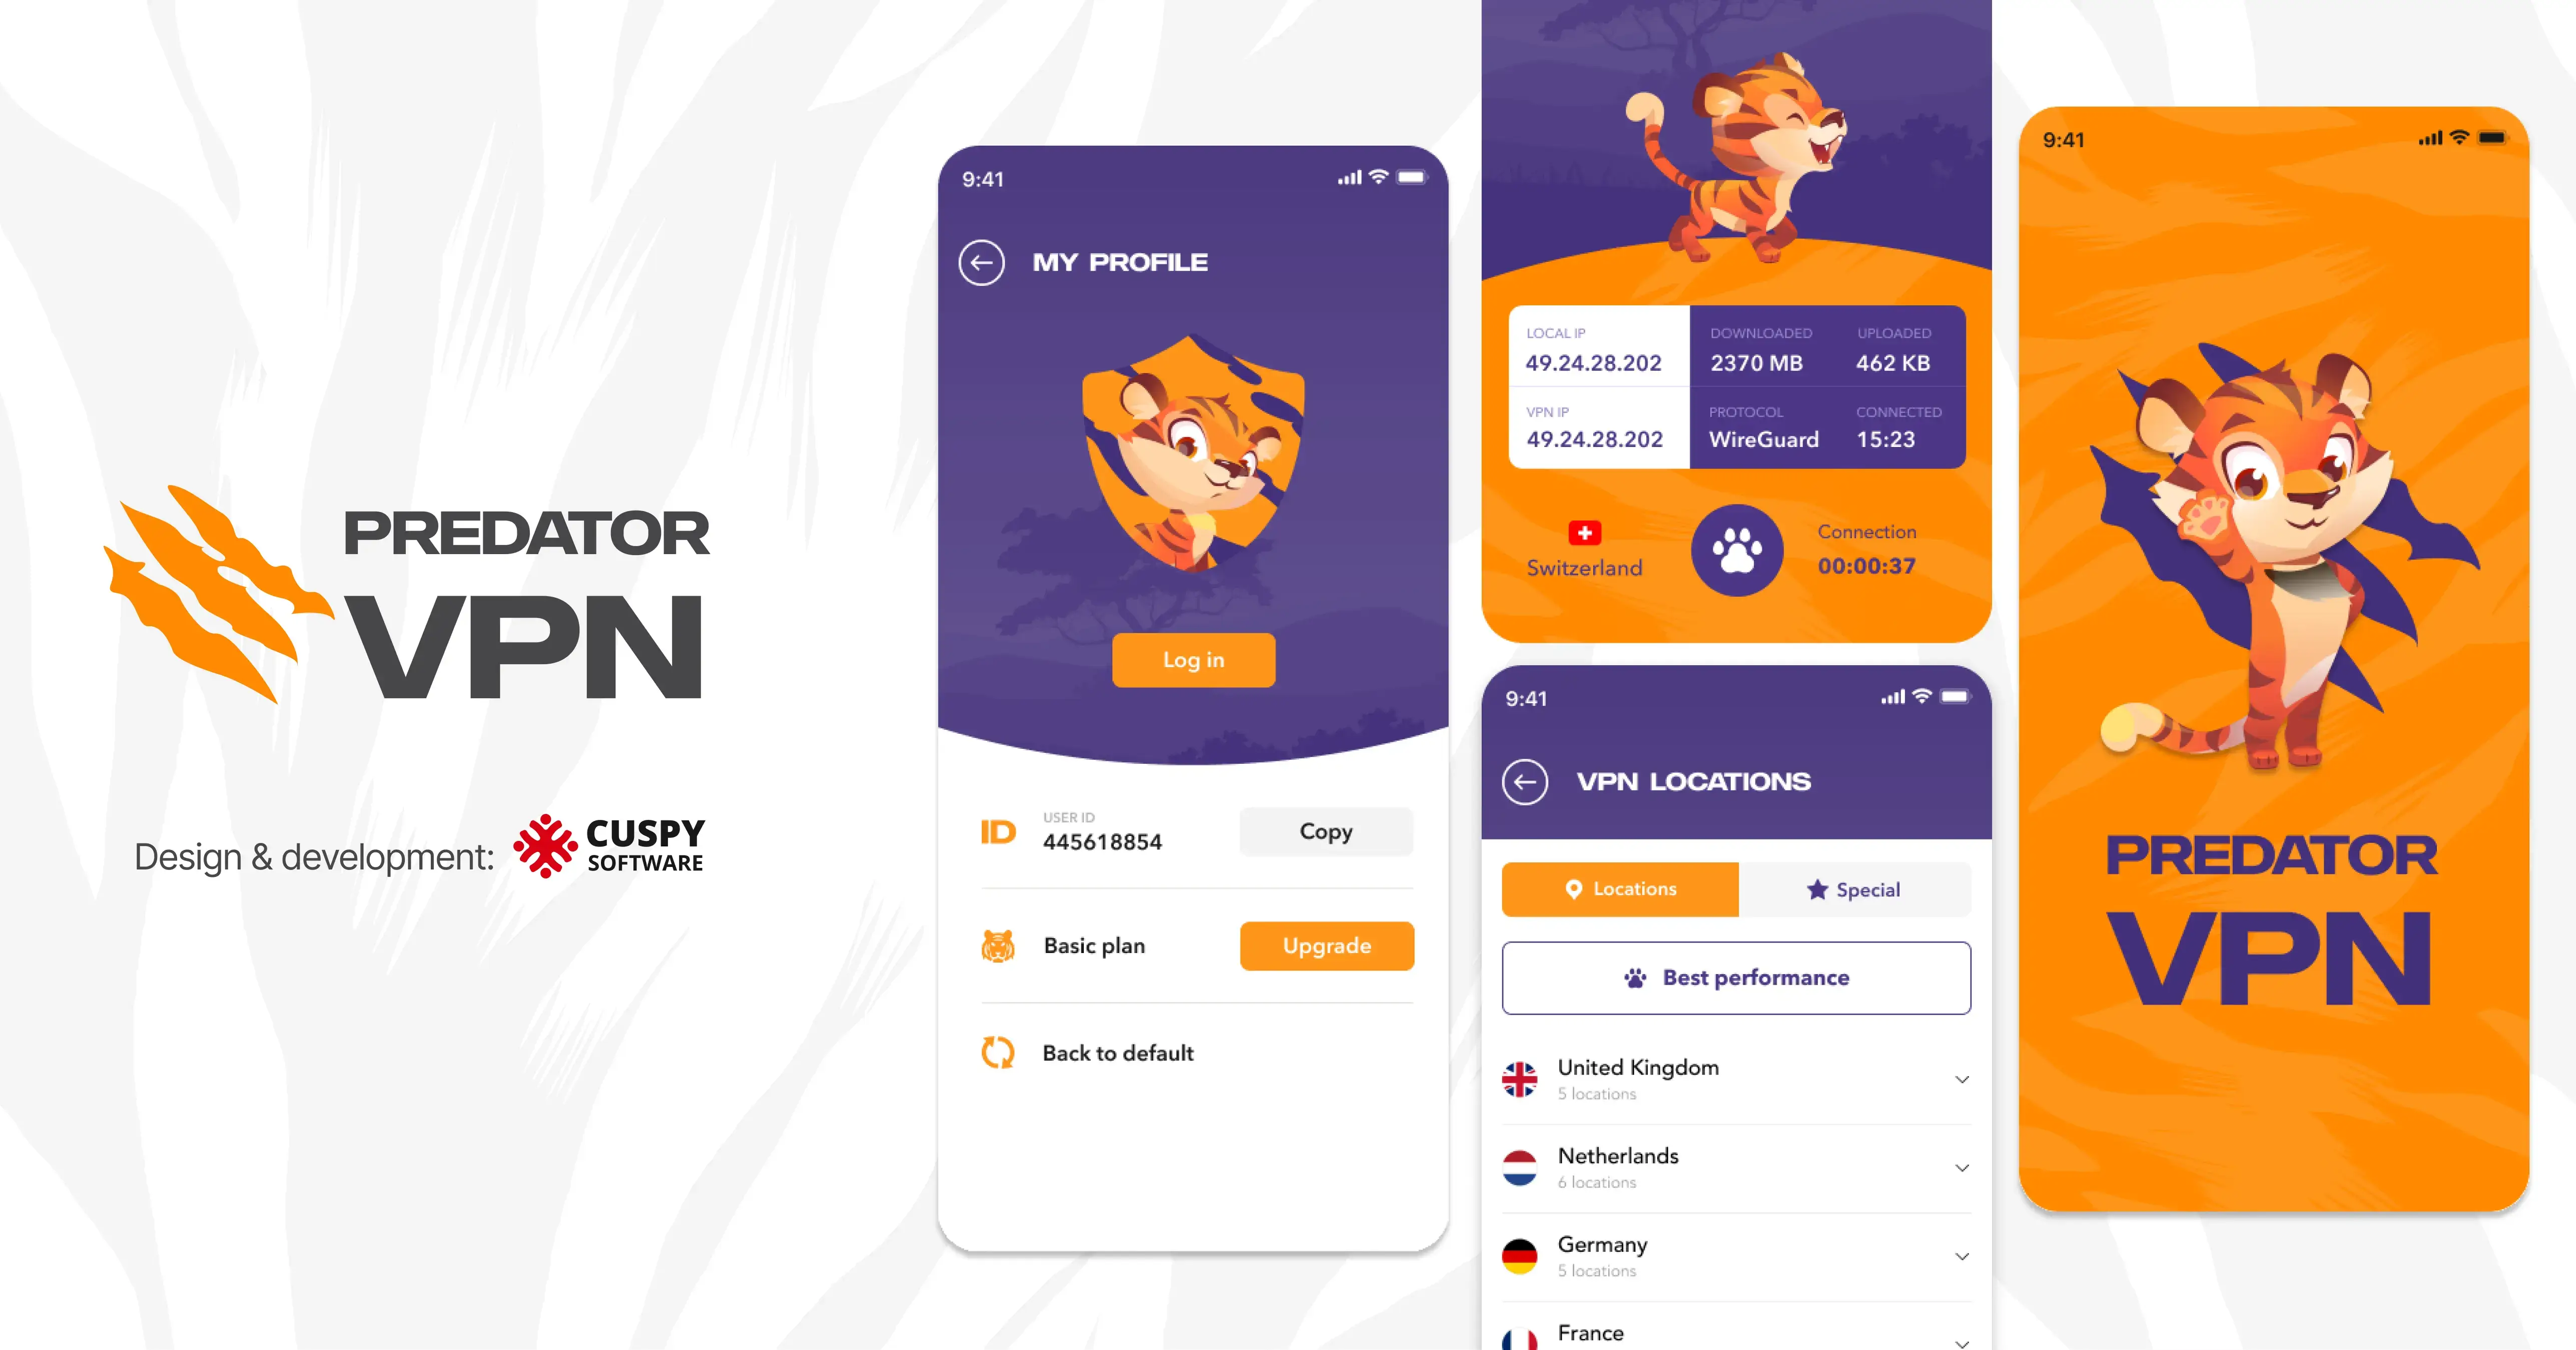 PREDATOR
VPN
Design & development:
CUSPY
SOFTWARE
9:41
MY PROFILE
Log in
ID
USER ID
445618854
Copy
Basic plan
Upgrade
Back to default
LOCAL IP
49.24.28.202
DOWNLOADED
2370 MB
UPLOADED
462 KB
VPN IP
49.24.28.202
PROTOCOL
WireGuard
CONNECTED
15:23
Switzerland
Connection
00:00:37
9:41
VPN LOCATIONS
Locations
Special
Best performance
United Kingdom
5 locations
Netherlands
6 locations
Germany
5 locations
France
9:41
PREDATOR
VPN